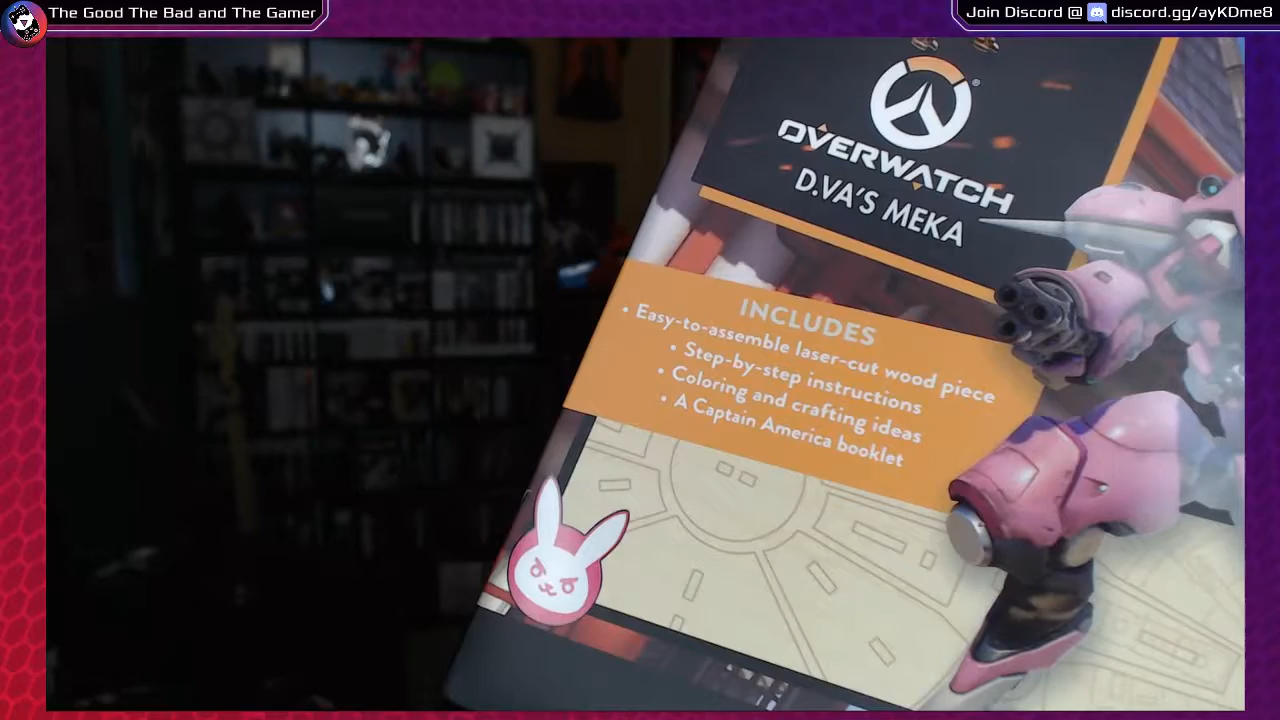 The Good The Bad and The Gamer
Join Discord @ discord.gg/ayKDme8
OVERWATCH®
D.VA'S MEKA
INCLUDES
• Easy-to-assemble laser-cut wood piece
• Step-by-step instructions
• Coloring and crafting ideas
• A Captain America booklet